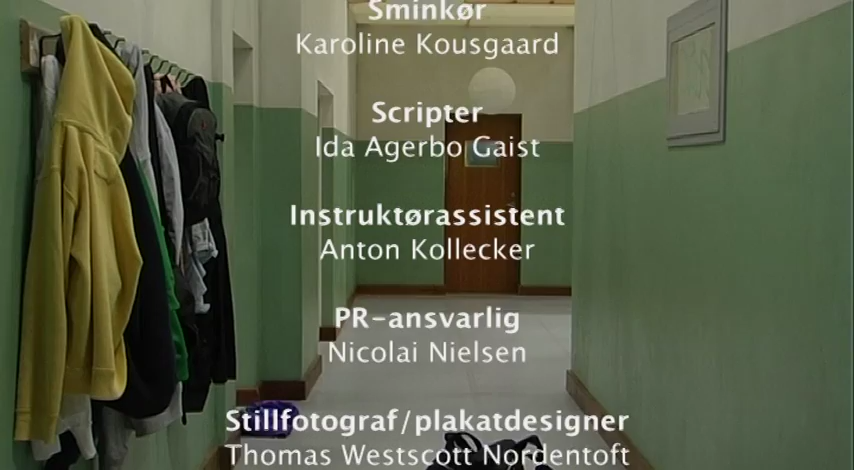 Sminkør
Karoline Kousgaard
Scripter
Ida Agerbo Gaist
Instruktørassistent
Anton Kollecker
PR-ansvarlig
Nicolai Nielsen
Stillfotograf/plakatdesigner
Thomas Westscott Nordentoft